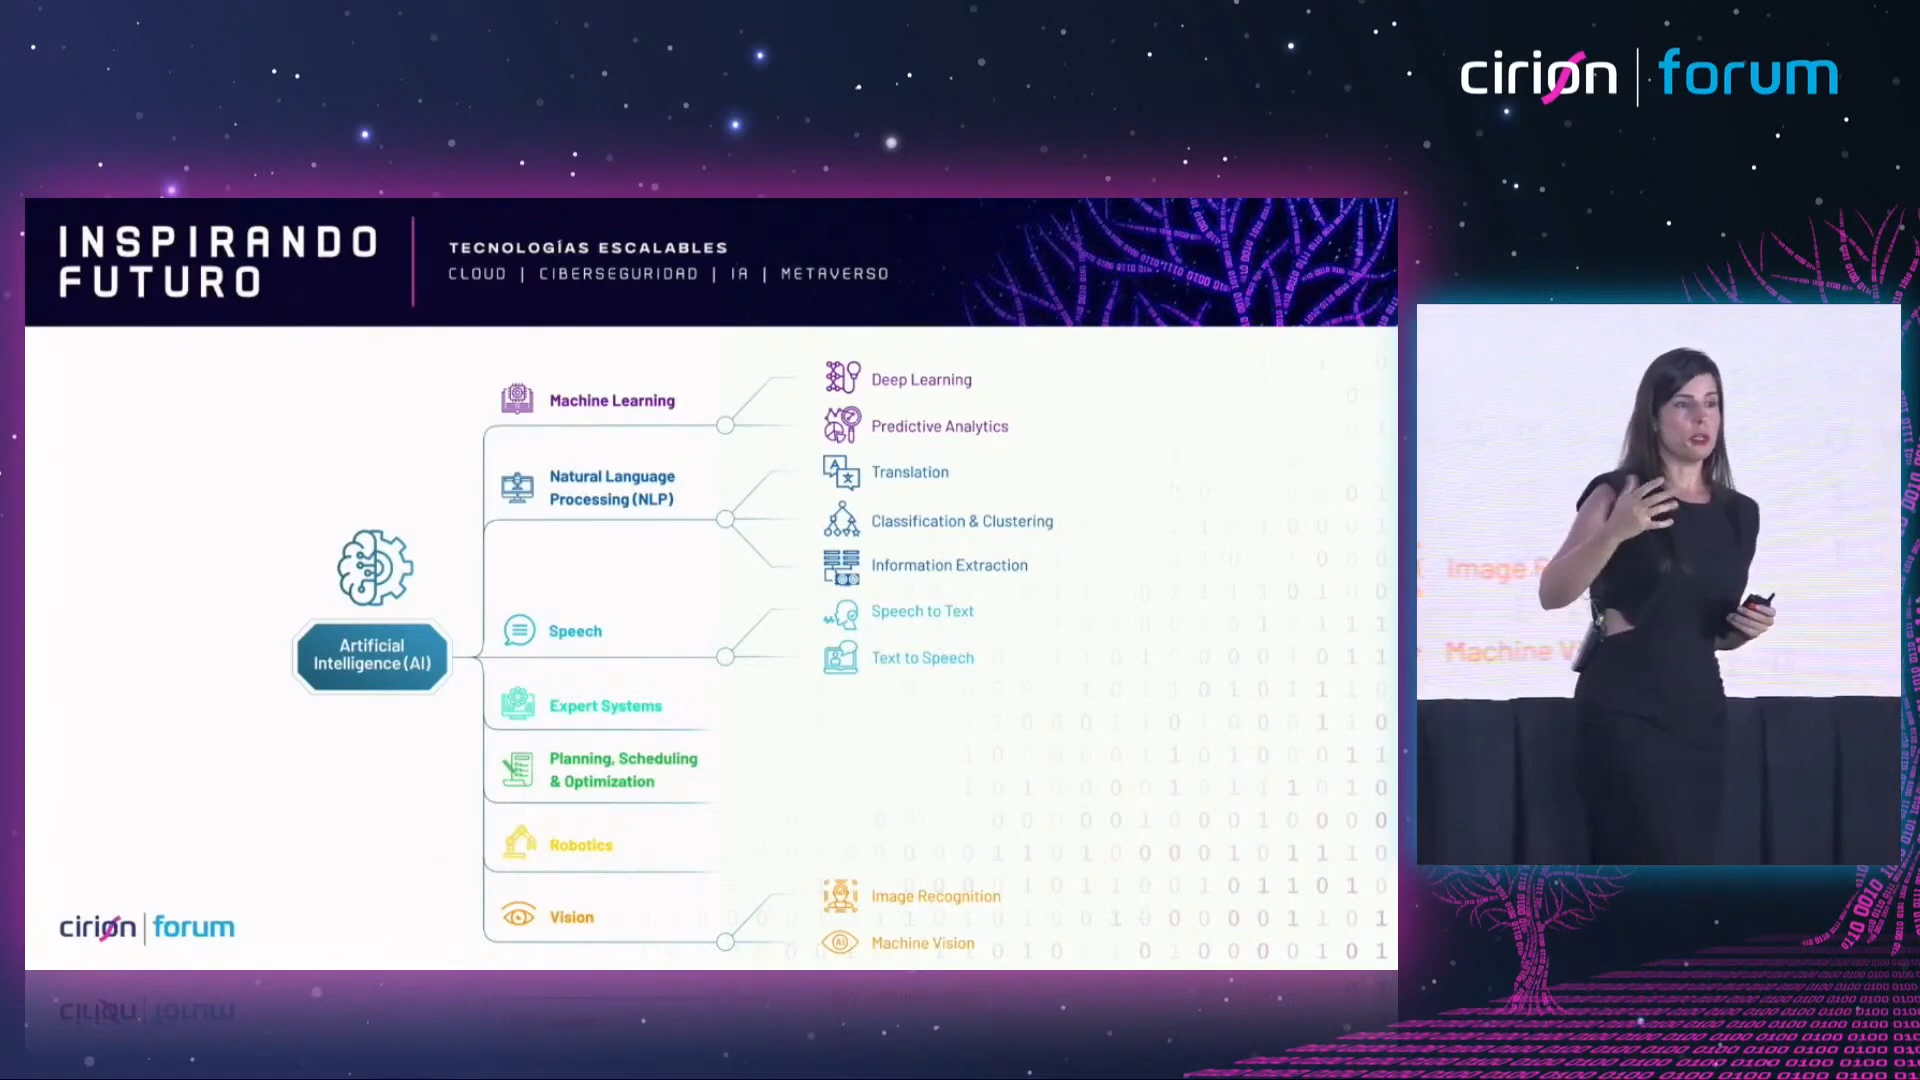 cirion | forum
INSPIRANDO
FUTURO
TECNOLOGÍAS ESCALABLES
CLOUD | CIBERSEGURIDAD | IA | METAVERSO
Artificial
Intelligence (AI)
Machine Learning
Deep Learning
Predictive Analytics
Natural Language
Processing (NLP)
Translation
Classification & Clustering
Information Extraction
Speech
Speech to Text
Text to Speech
Expert Systems
Planning, Scheduling
& Optimization
Robotics
Vision
Image Recognition
Machine Vision
cirion | forum
Image
Machine